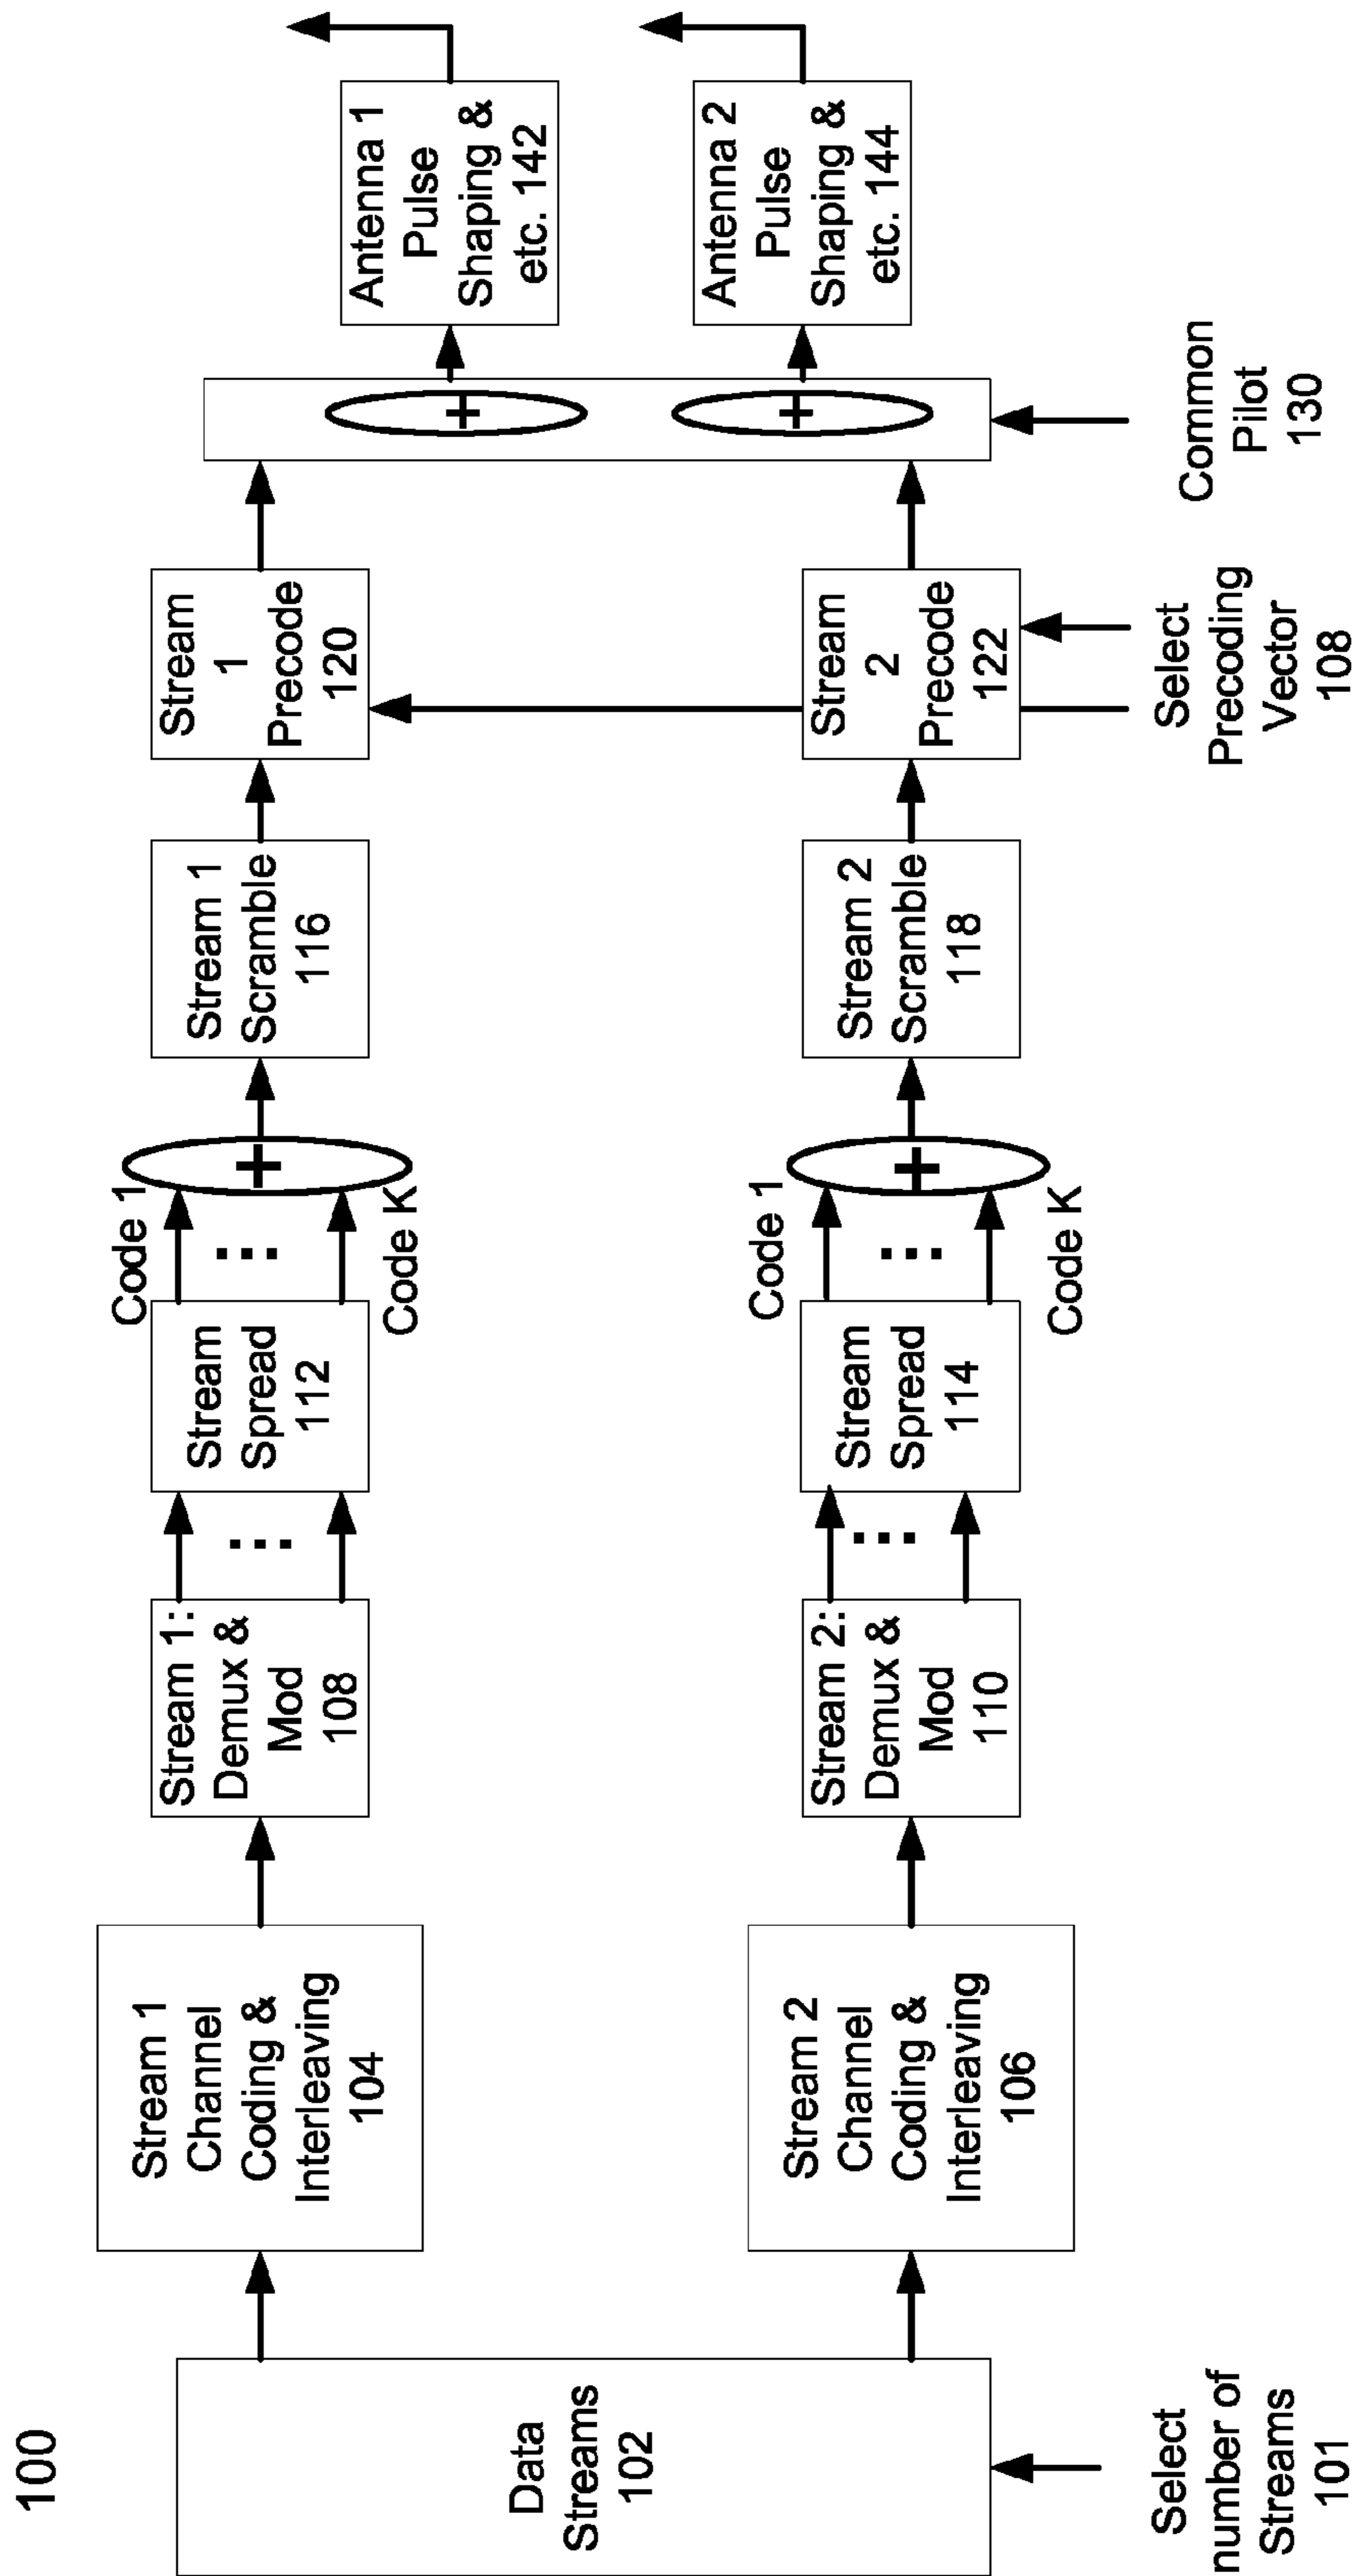 100
Data
Streams
102
Select
number of
Streams
101
Stream 1
Channel
Coding &
Interleaving
104
Stream 2
Channel
Coding &
Interleaving
106
Stream 1:
Demux &
Mod
108
Stream 2:
Demux &
Mod
110
Stream
Spread
112
Stream
Spread
114
Code 1
...
...
Code K
+
Code 1
...
...
Code K
+
Stream 1
Scramble
116
Stream 2
Scramble
118
Stream
1
Precode
120
Stream
2
Precode
122
Select
Precoding
Vector
108
+
+
Common
Pilot
130
Antenna 1
Pulse
Shaping &
etc. 142
Antenna 2
Pulse
Shaping &
etc. 144